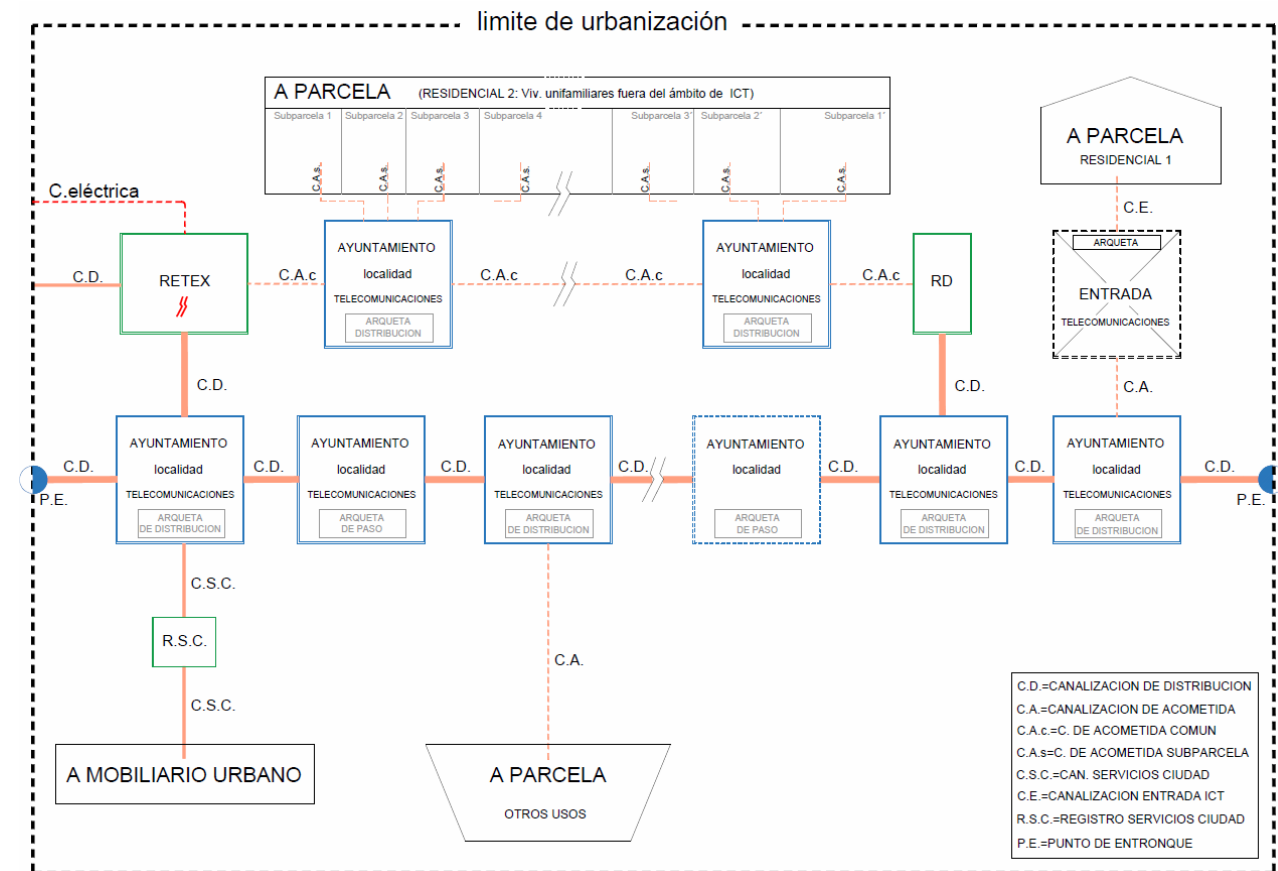 limite de urbanización
A PARCELA (RESIDENCIAL 2: Viv. unifamiliares fuera del ámbito de ICT)
Subparcela 1 Subparcela 2 Subparcela 3 Subparcela 4 Subparcela 3´ Subparcela 2´ Subparcela 1´
C.A.s. C.A.s. C.A.s. C.A.s. C.A.s. C.A.s.
A PARCELA
RESIDENCIAL 1
C.E.
C.eléctrica
C.D.
RETEX
C.A.c
AYUNTAMIENTO
localidad
TELECOMUNICACIONES
ARQUETA
DISTRIBUCION
C.A.c
C.A.c
AYUNTAMIENTO
localidad
TELECOMUNICACIONES
ARQUETA
DISTRIBUCION
C.A.c
RD
ARQUETA
ENTRADA
TELECOMUNICACIONES
C.D.
C.D.
C.A.
P.E.
C.D.
AYUNTAMIENTO
localidad
TELECOMUNICACIONES
ARQUETA
DE DISTRIBUCION
C.D.
AYUNTAMIENTO
localidad
TELECOMUNICACIONES
ARQUETA
DE PASO
C.D.
AYUNTAMIENTO
localidad
TELECOMUNICACIONES
ARQUETA
DE DISTRIBUCION
C.D.
AYUNTAMIENTO
localidad
ARQUETA
DE PASO
C.D.
AYUNTAMIENTO
localidad
TELECOMUNICACIONES
ARQUETA
DE DISTRIBUCION
C.D.
AYUNTAMIENTO
localidad
TELECOMUNICACIONES
ARQUETA
DE DISTRIBUCION
C.D.
P.E.
C.S.C.
R.S.C.
C.S.C.
A MOBILIARIO URBANO
C.A.
A PARCELA
OTROS USOS
C.D.=CANALIZACION DE DISTRIBUCION
C.A.=CANALIZACION DE ACOMETIDA
C.A.c=C. DE ACOMETIDA COMUN
C.A.s=C. DE ACOMETIDA SUBPARCELA
C.S.C.=CAN. SERVICIOS CIUDAD
C.E.=CANALIZACION ENTRADA ICT
R.S.C.=REGISTRO SERVICIOS CIUDAD
P.E.=PUNTO DE ENTRONQUE